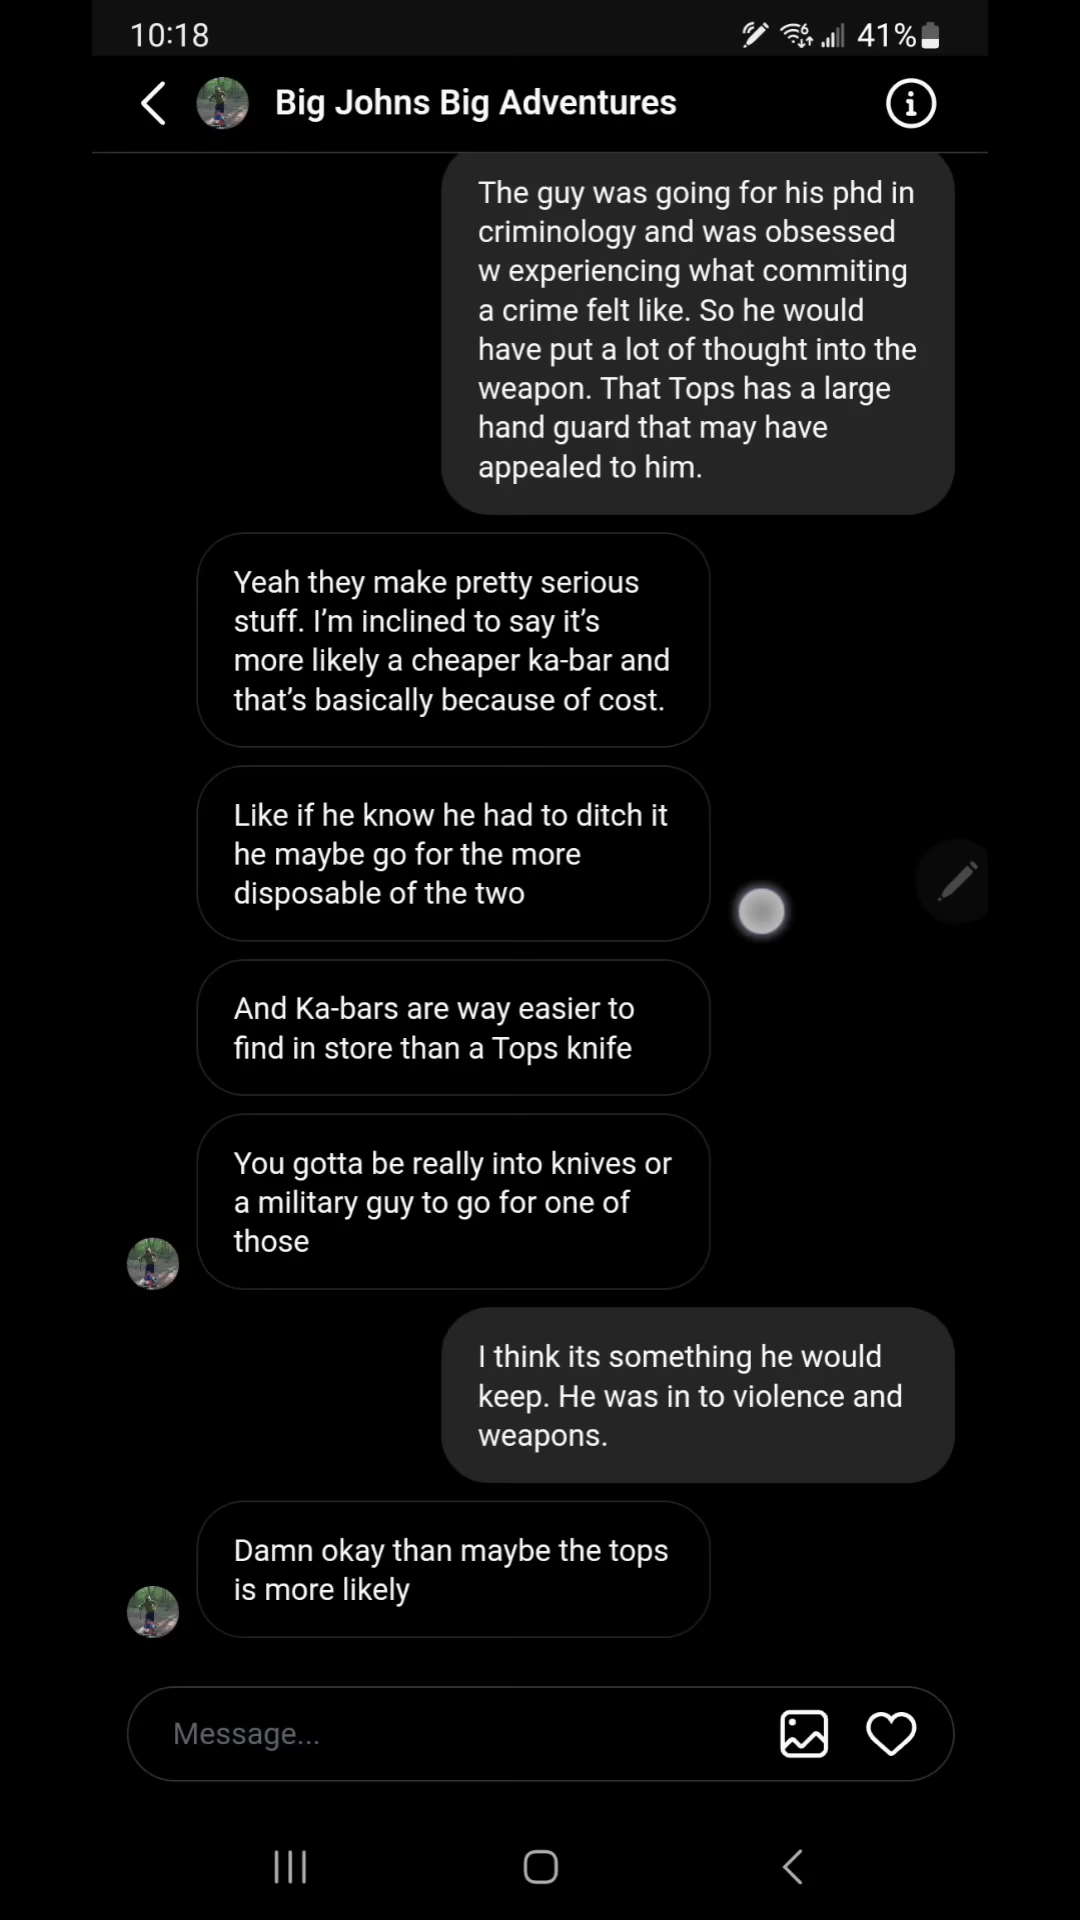 10:18
41%
Big Johns Big Adventures
The guy was going for his phd in
criminology and was obsessed
w experiencing what commiting
a crime felt like. So he would
have put a lot of thought into the
weapon. That Tops has a large
hand guard that may have
appealed to him.
Yeah they make pretty serious
stuff. I’m inclined to say it’s
more likely a cheaper ka-bar and
that’s basically because of cost.
Like if he know he had to ditch it
he maybe go for the more
disposable of the two
And Ka-bars are way easier to
find in store than a Tops knife
You gotta be really into knives or
a military guy to go for one of
those
I think its something he would
keep. He was in to violence and
weapons.
Damn okay than maybe the tops
is more likely
Message...